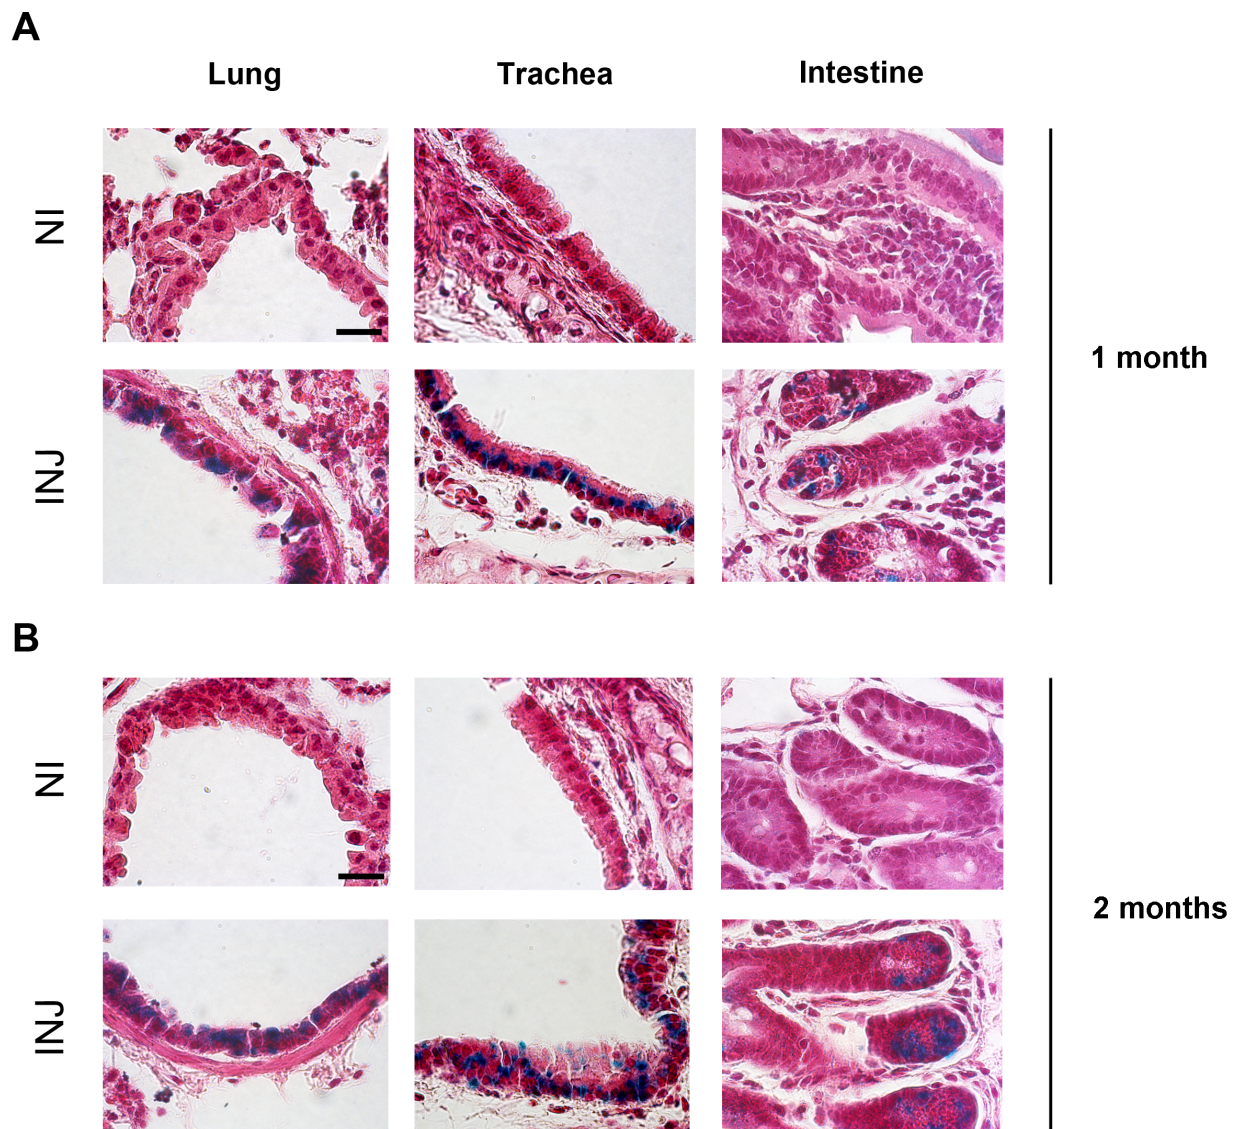 A
Lung Trachea Intestine
NI
INJ
1 month
B
NI
INJ
2 months